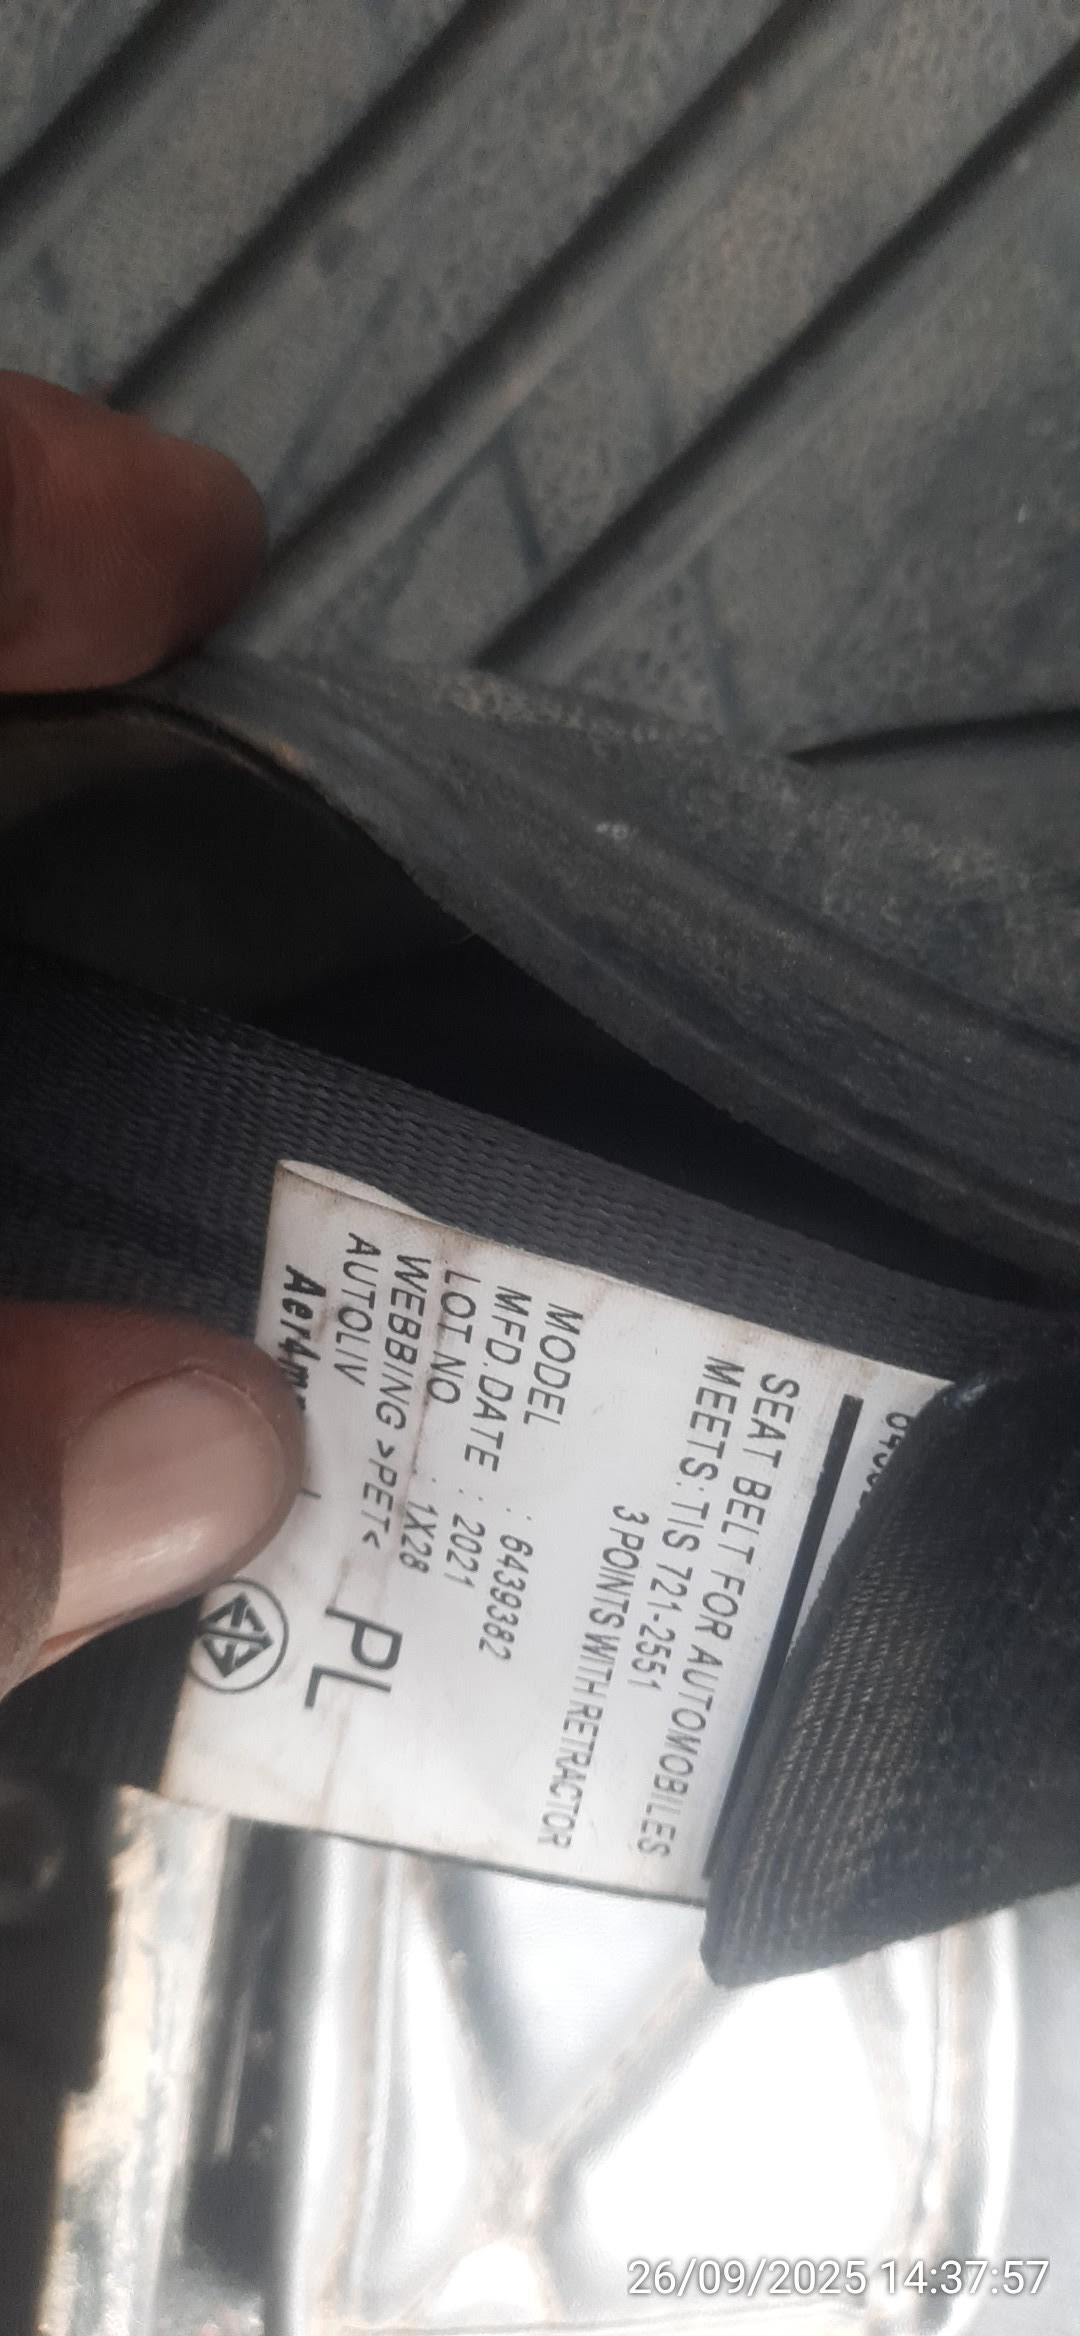 SEAT BELT FOR AUTOMOBILES
MEETS: TIS 721-2551
3 POINTS WITH RETRACTOR
MODEL : 6439382
MFD.DATE : 2021
LOT NO : 1X28
WEBBING >PET<
AUTOLIV
PL
26/09/2025 14:37:57